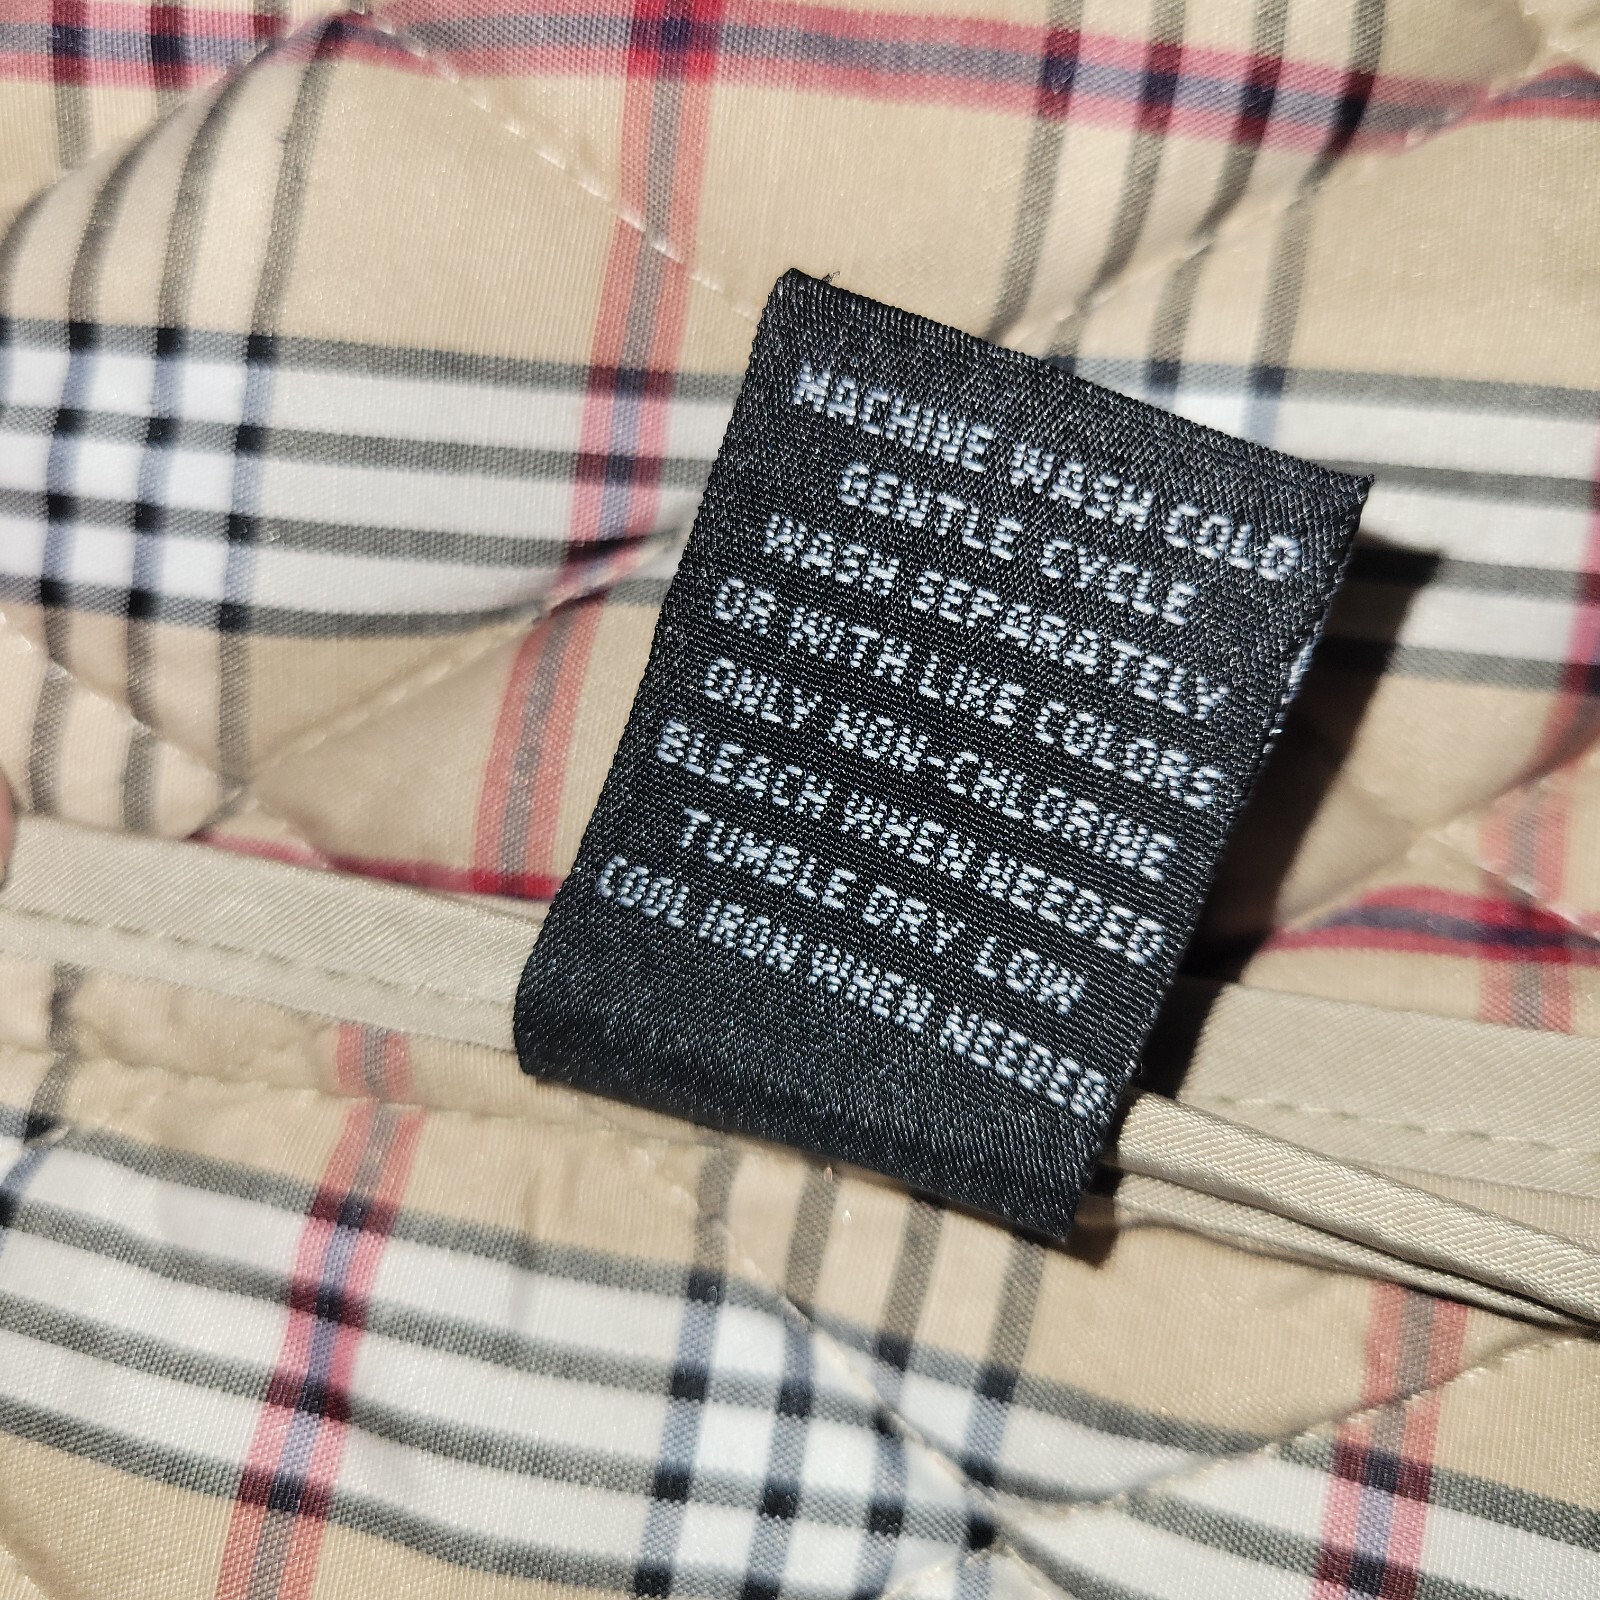 MACHINE WASH COLD
GENTLE CYCLE
WASH SEPARATELY
OR WITH LIKE COLORS
ONLY NON-CHLORINE
BLEACH WHEN NEEDED
TUMBLE DRY LOW
COOL IRON WHEN NEEDED